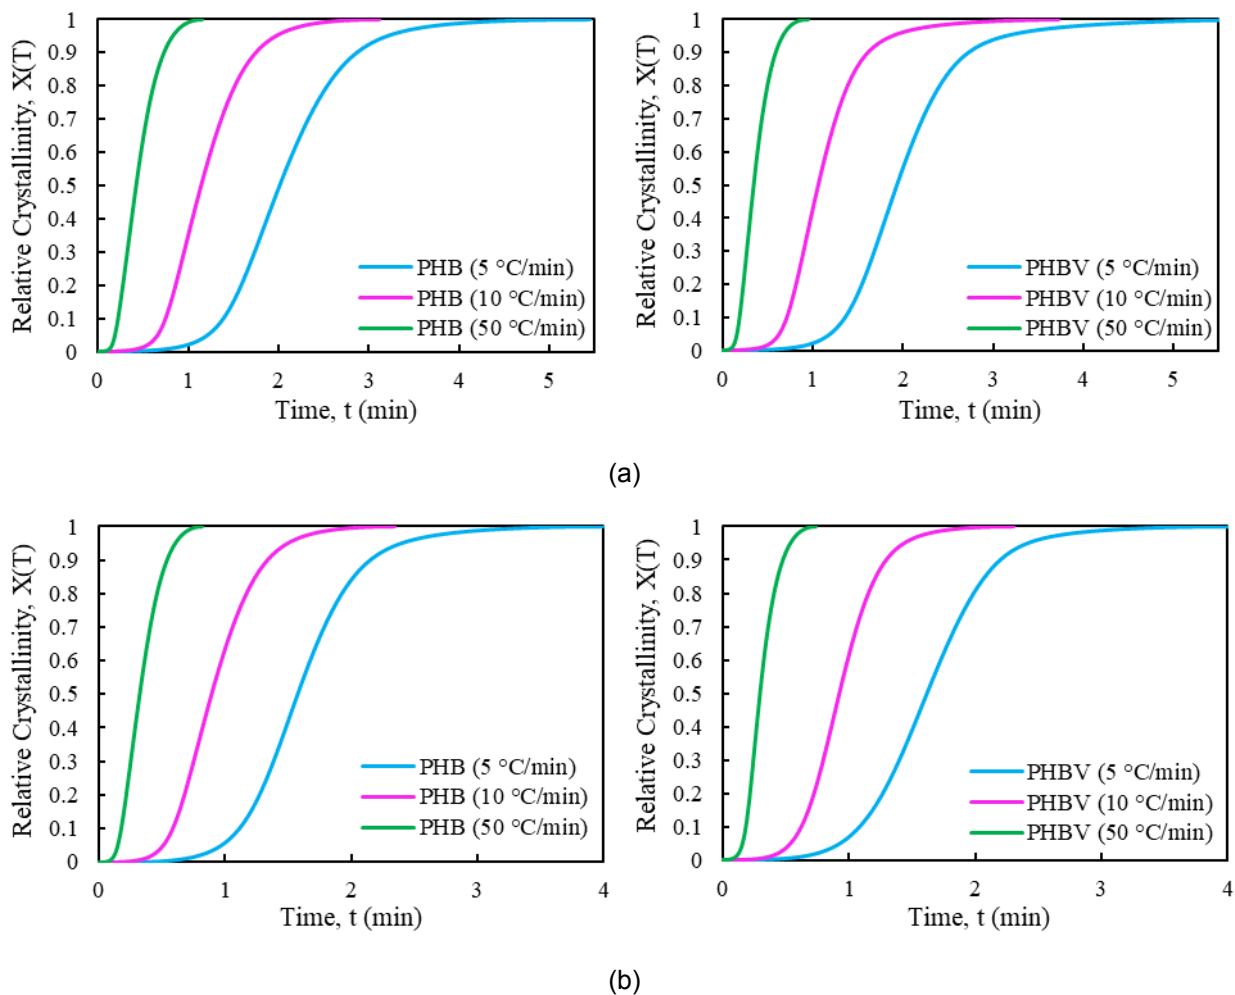 Relative Crystallinity, X(T)
1
0.9
0.8
0.7
0.6
0.5
0.4
0.3
0.2
0.1
0
PHB (5 °C/min)
PHB (10 °C/min)
PHB (50 °C/min)
0 1 2 3 4 5
Time, t (min)
Relative Crystallinity, X(T)
1
0.9
0.8
0.7
0.6
0.5
0.4
0.3
0.2
0.1
0
PHBV (5 °C/min)
PHBV (10 °C/min)
PHBV (50 °C/min)
0 1 2 3 4 5
Time, t (min)
(a)
Relative Crystallinity, X(T)
1
0.9
0.8
0.7
0.6
0.5
0.4
0.3
0.2
0.1
0
PHB (5 °C/min)
PHB (10 °C/min)
PHB (50 °C/min)
0 1 2 3 4
Time, t (min)
Relative Crystallinity, X(T)
1
0.9
0.8
0.7
0.6
0.5
0.4
0.3
0.2
0.1
0
PHBV (5 °C/min)
PHBV (10 °C/min)
PHBV (50 °C/min)
0 1 2 3 4
Time, t (min)
(b)